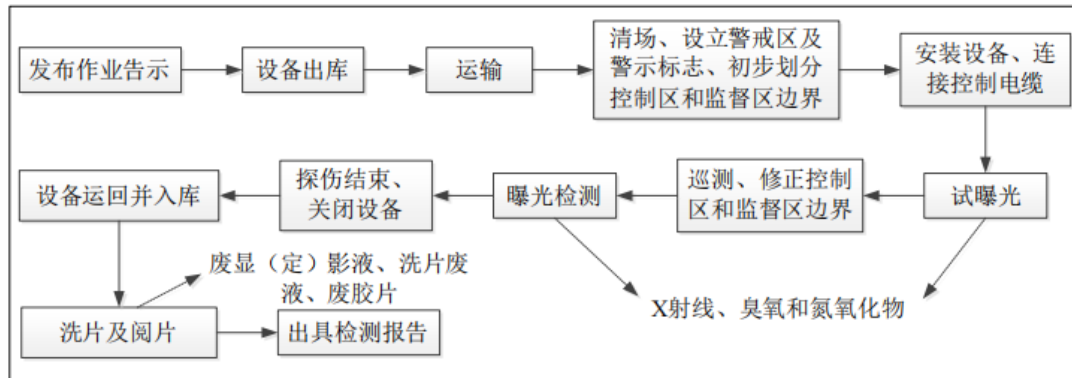 发布作业告示
设备出库
运输
清场、设立警戒区及
警示标志、初步划分
控制区和监督区边界
安装设备、连
接控制电缆
试曝光
巡测、修正控制
区和监督区边界
曝光检测
探伤结束、
关闭设备
设备运回并入库
X射线、臭氧和氮氧化物
废显（定）影液、洗片废
液、废胶片
洗片及阅片
出具检测报告